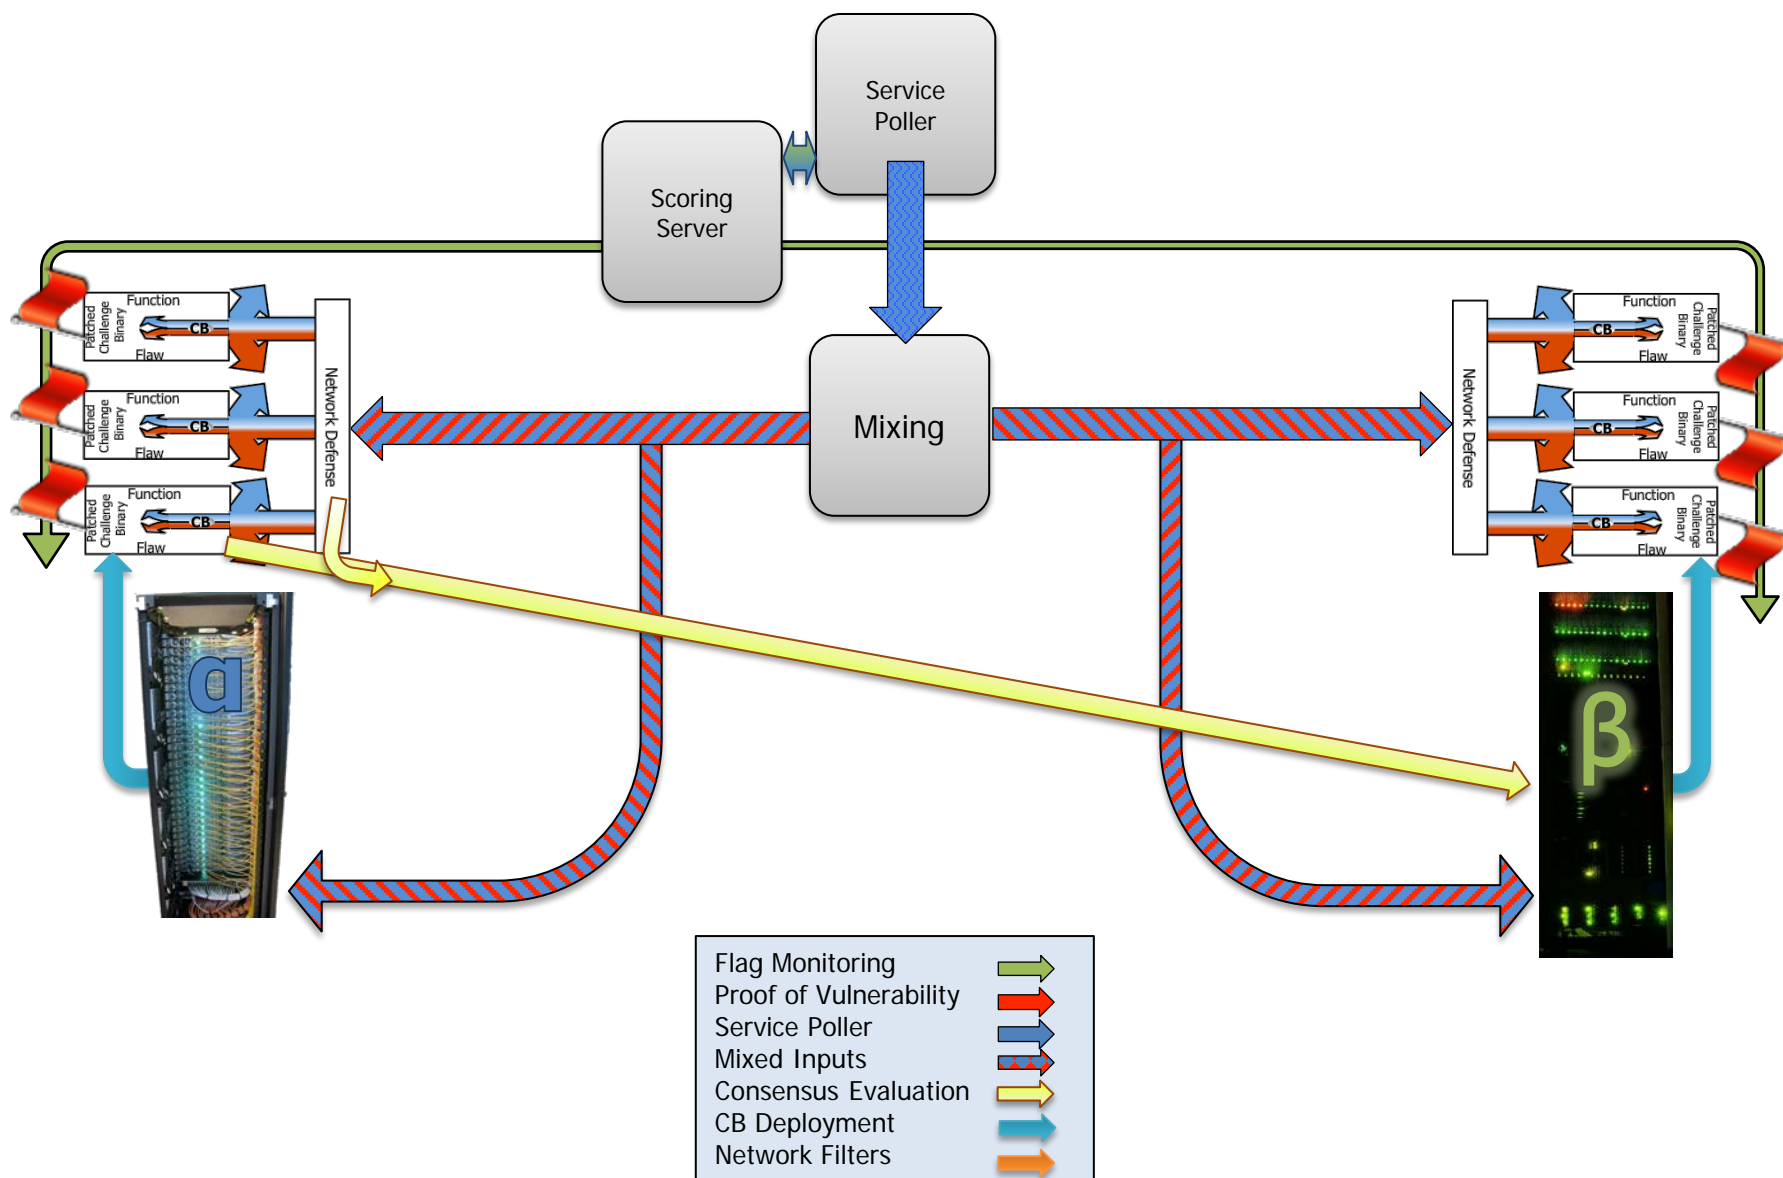 Service
Poller
Scoring
Server
Mixing
Patched
Challenge
Binary
Function
CB
Flaw
Patched
Challenge
Binary
Function
CB
Flaw
Patched
Challenge
Binary
Function
CB
Flaw
Network Defense
Network Defense
Function
CB
Flaw
Patched
Challenge
Binary
Function
CB
Flaw
Patched
Challenge
Binary
Function
CB
Flaw
Patched
Challenge
Binary
α
β
Flag Monitoring
Proof of Vulnerability
Service Poller
Mixed Inputs
Consensus Evaluation
CB Deployment
Network Filters